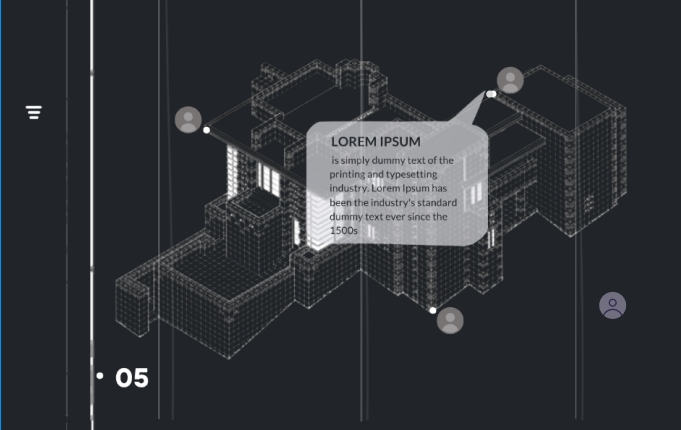 LOREM IPSUM
is simply dummy text of the
printing and typesetting
industry. Lorem Ipsum has
been the industry's standard
dummy text ever since the
1500s
05